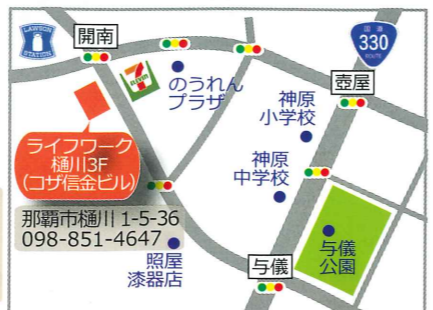 LAWSON
STATION
開南
国道
330
ROUTE
ELEVEN
のうれん
プラザ
壺屋
神原
小学校
ライフワーク
樋川3F
(コザ信金ビル)
神原
中学校
那覇市樋川 1-5-36
098-851-4647
照屋
漆器店
与儀
公園
与儀